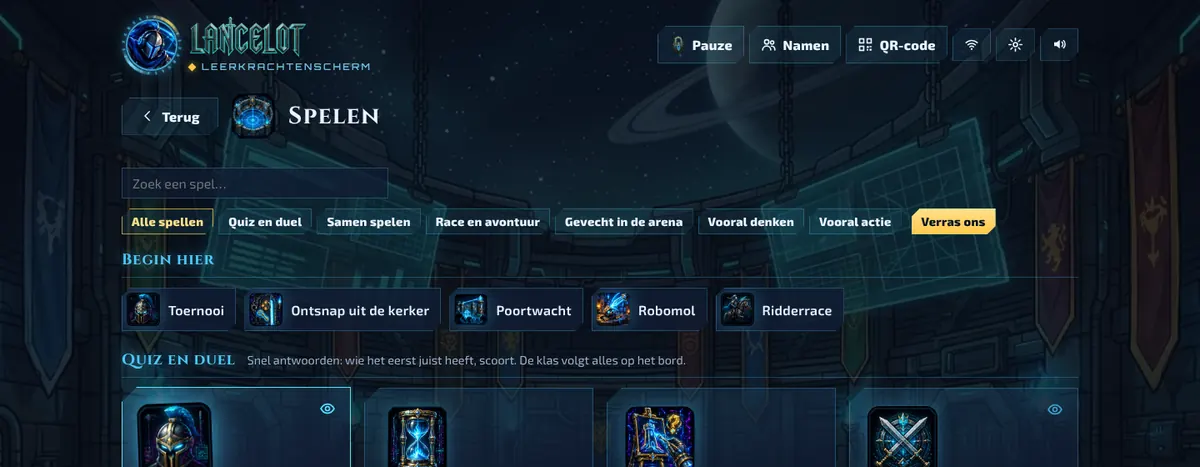 LANCELOT
LEERKRACHTENSCHERM
Pauze
Namen
QR-code
Terug
SPELEN
Zoek een spel...
Alle spellen
Quiz en duel
Samen spelen
Race en avontuur
Gevecht in de arena
Vooral denken
Vooral actie
Verras ons
BEGIN HIER
Toernooi
Ontsnap uit de kerker
Poortwacht
Robomol
Ridderrace
QUIZ EN DUEL Snel antwoorden: wie het eerst juist heeft, scoort. De klas volgt alles op het bord.